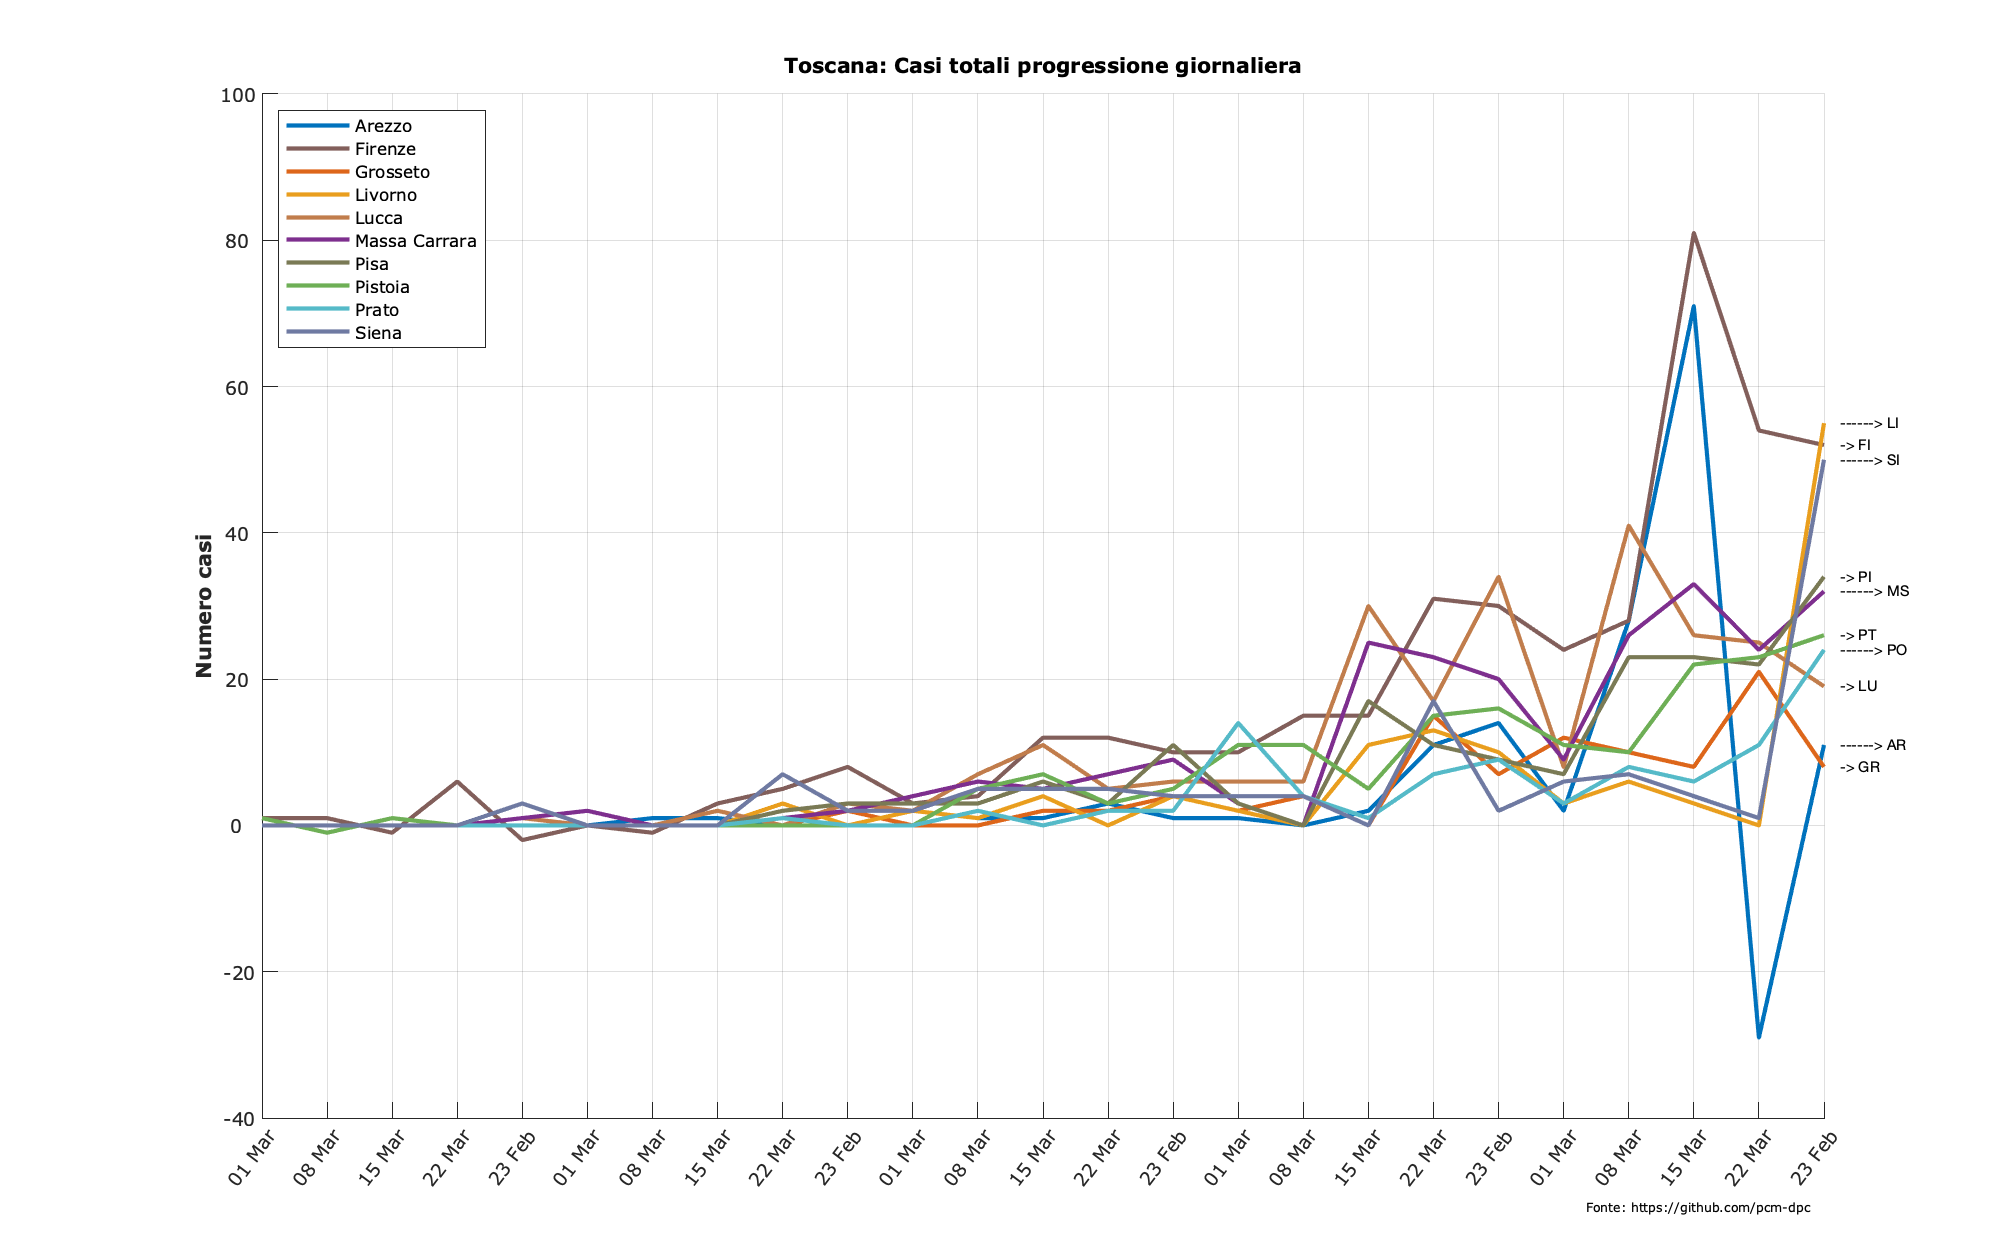 Toscana: Casi totali progressione giornaliera
100
80
60
40
20
0
-20
-40
Numero casi
Arezzo
Firenze
Grosseto
Livorno
Lucca
Massa Carrara
Pisa
Pistoia
Prato
Siena
------> LI
-> FI
------> SI
-> PI
------> MS
-> PT
------> PO
-> LU
------> AR
-> GR
01 Mar
08 Mar
15 Mar
22 Mar
23 Feb
01 Mar
08 Mar
15 Mar
22 Mar
23 Feb
01 Mar
08 Mar
15 Mar
22 Mar
23 Feb
01 Mar
08 Mar
15 Mar
22 Mar
23 Feb
01 Mar
08 Mar
15 Mar
22 Mar
23 Feb
Fonte: https://github.com/pcm-dpc